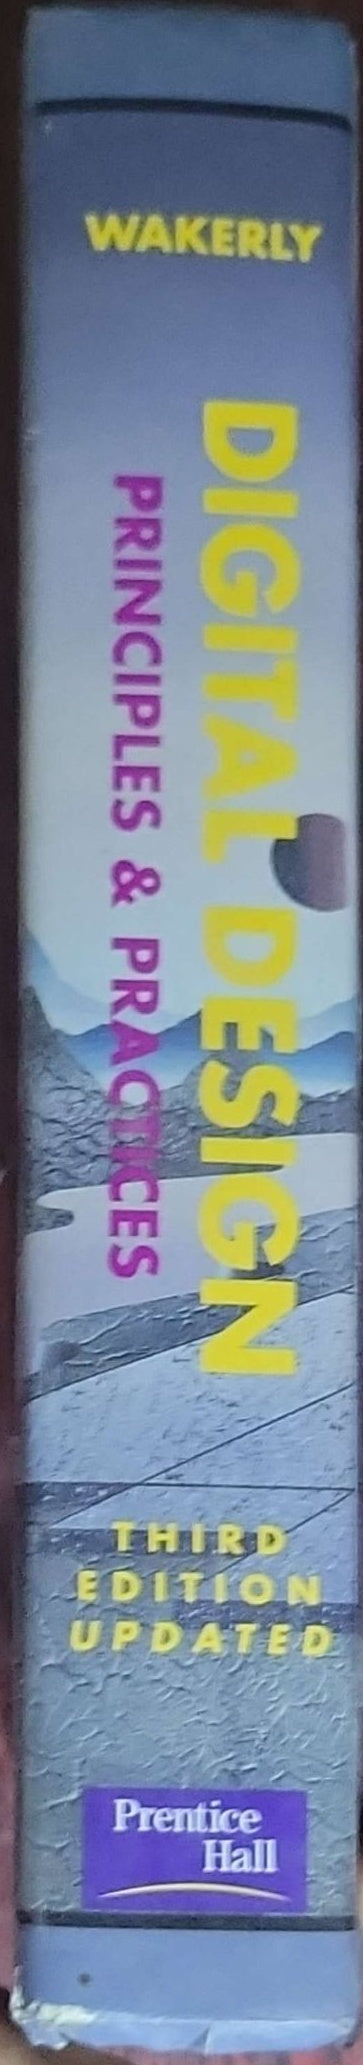 WAKERLY
DIGITAL DESIGN
PRINCIPLES & PRACTICES
THIRD
EDITION
UPDATED
Prentice
Hall